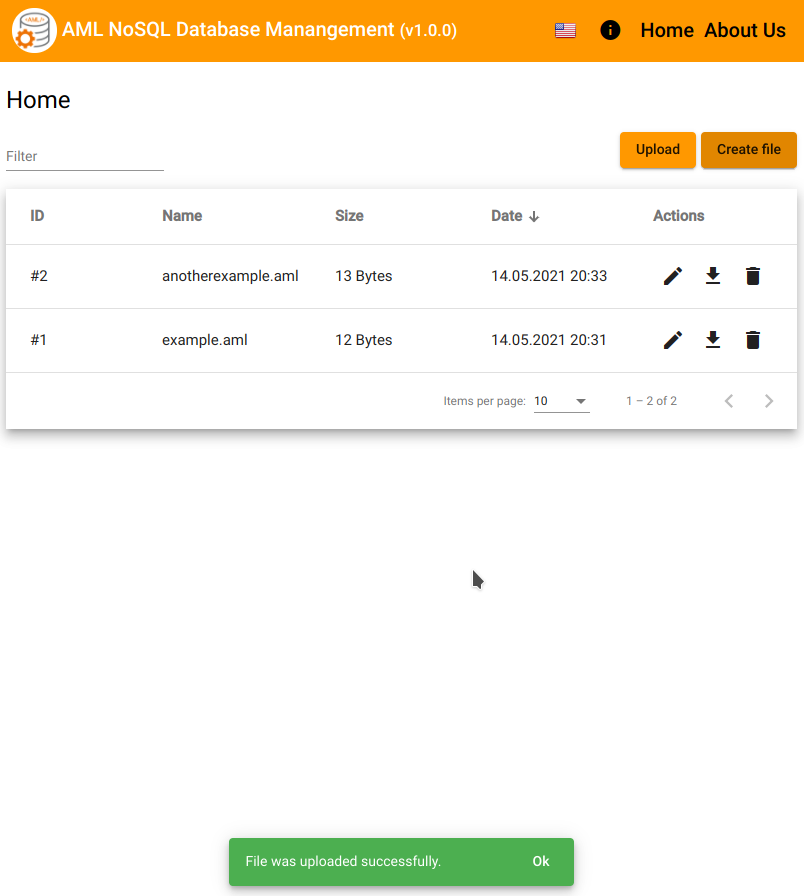 <AML/>
AML NoSQL Database Manangement (v1.0.0)
Home About Us
Home
Filter
Upload Create file
ID Name Size Date Actions
#2 anotherexample.aml 13 Bytes 14.05.2021 20:33
#1 example.aml 12 Bytes 14.05.2021 20:31
Items per page: 10 1 – 2 of 2
File was uploaded successfully. Ok